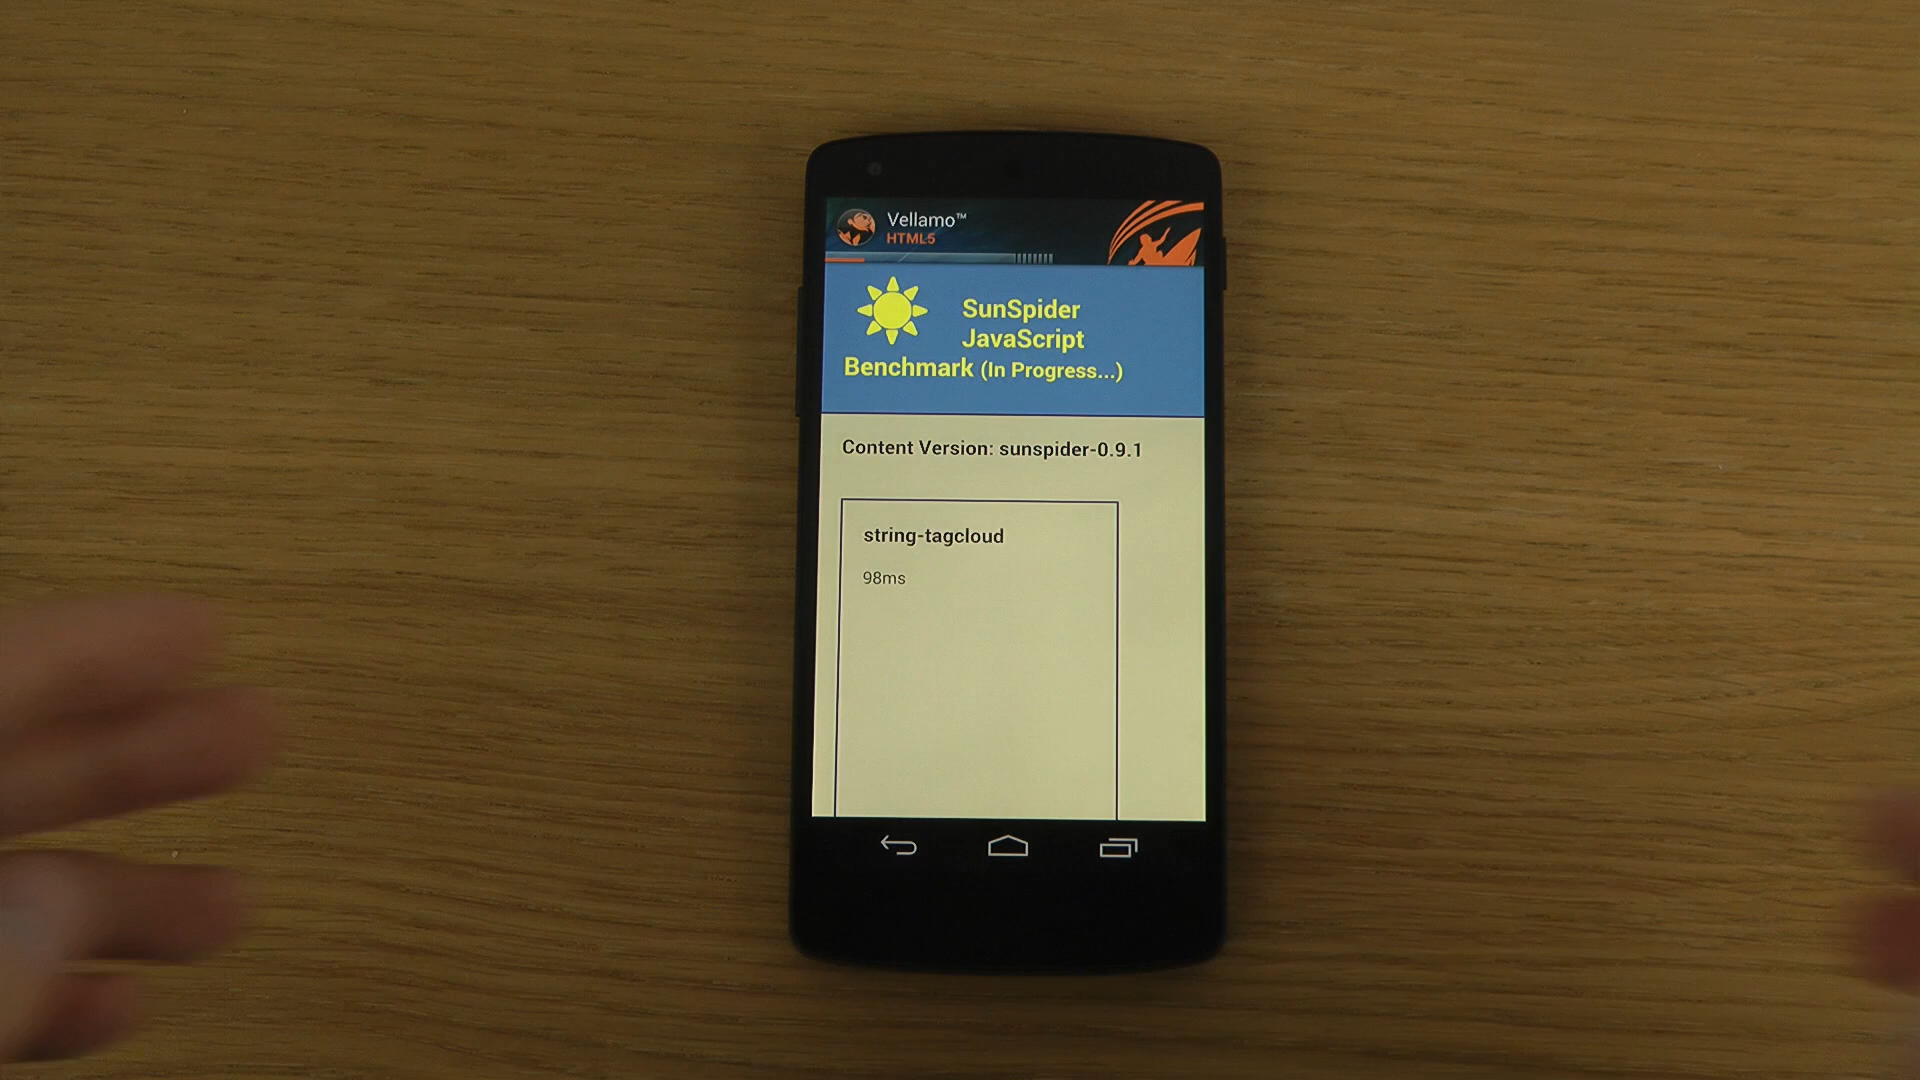 Vellamo™
HTML5
SunSpider
JavaScript
Benchmark (In Progress...)
Content Version: sunspider-0.9.1
string-tagcloud
98ms